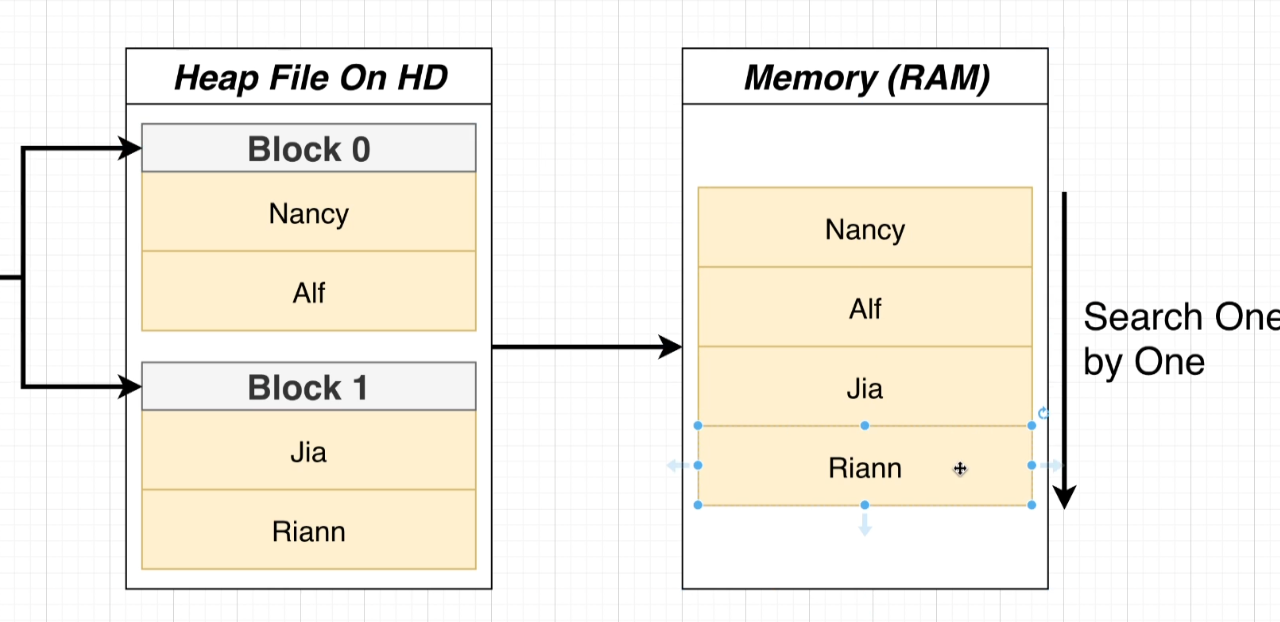 Heap File On HD
Block 0
Nancy
Alf
Block 1
Jia
Riann
Memory (RAM)
Nancy
Alf
Jia
Riann
Search One
by One